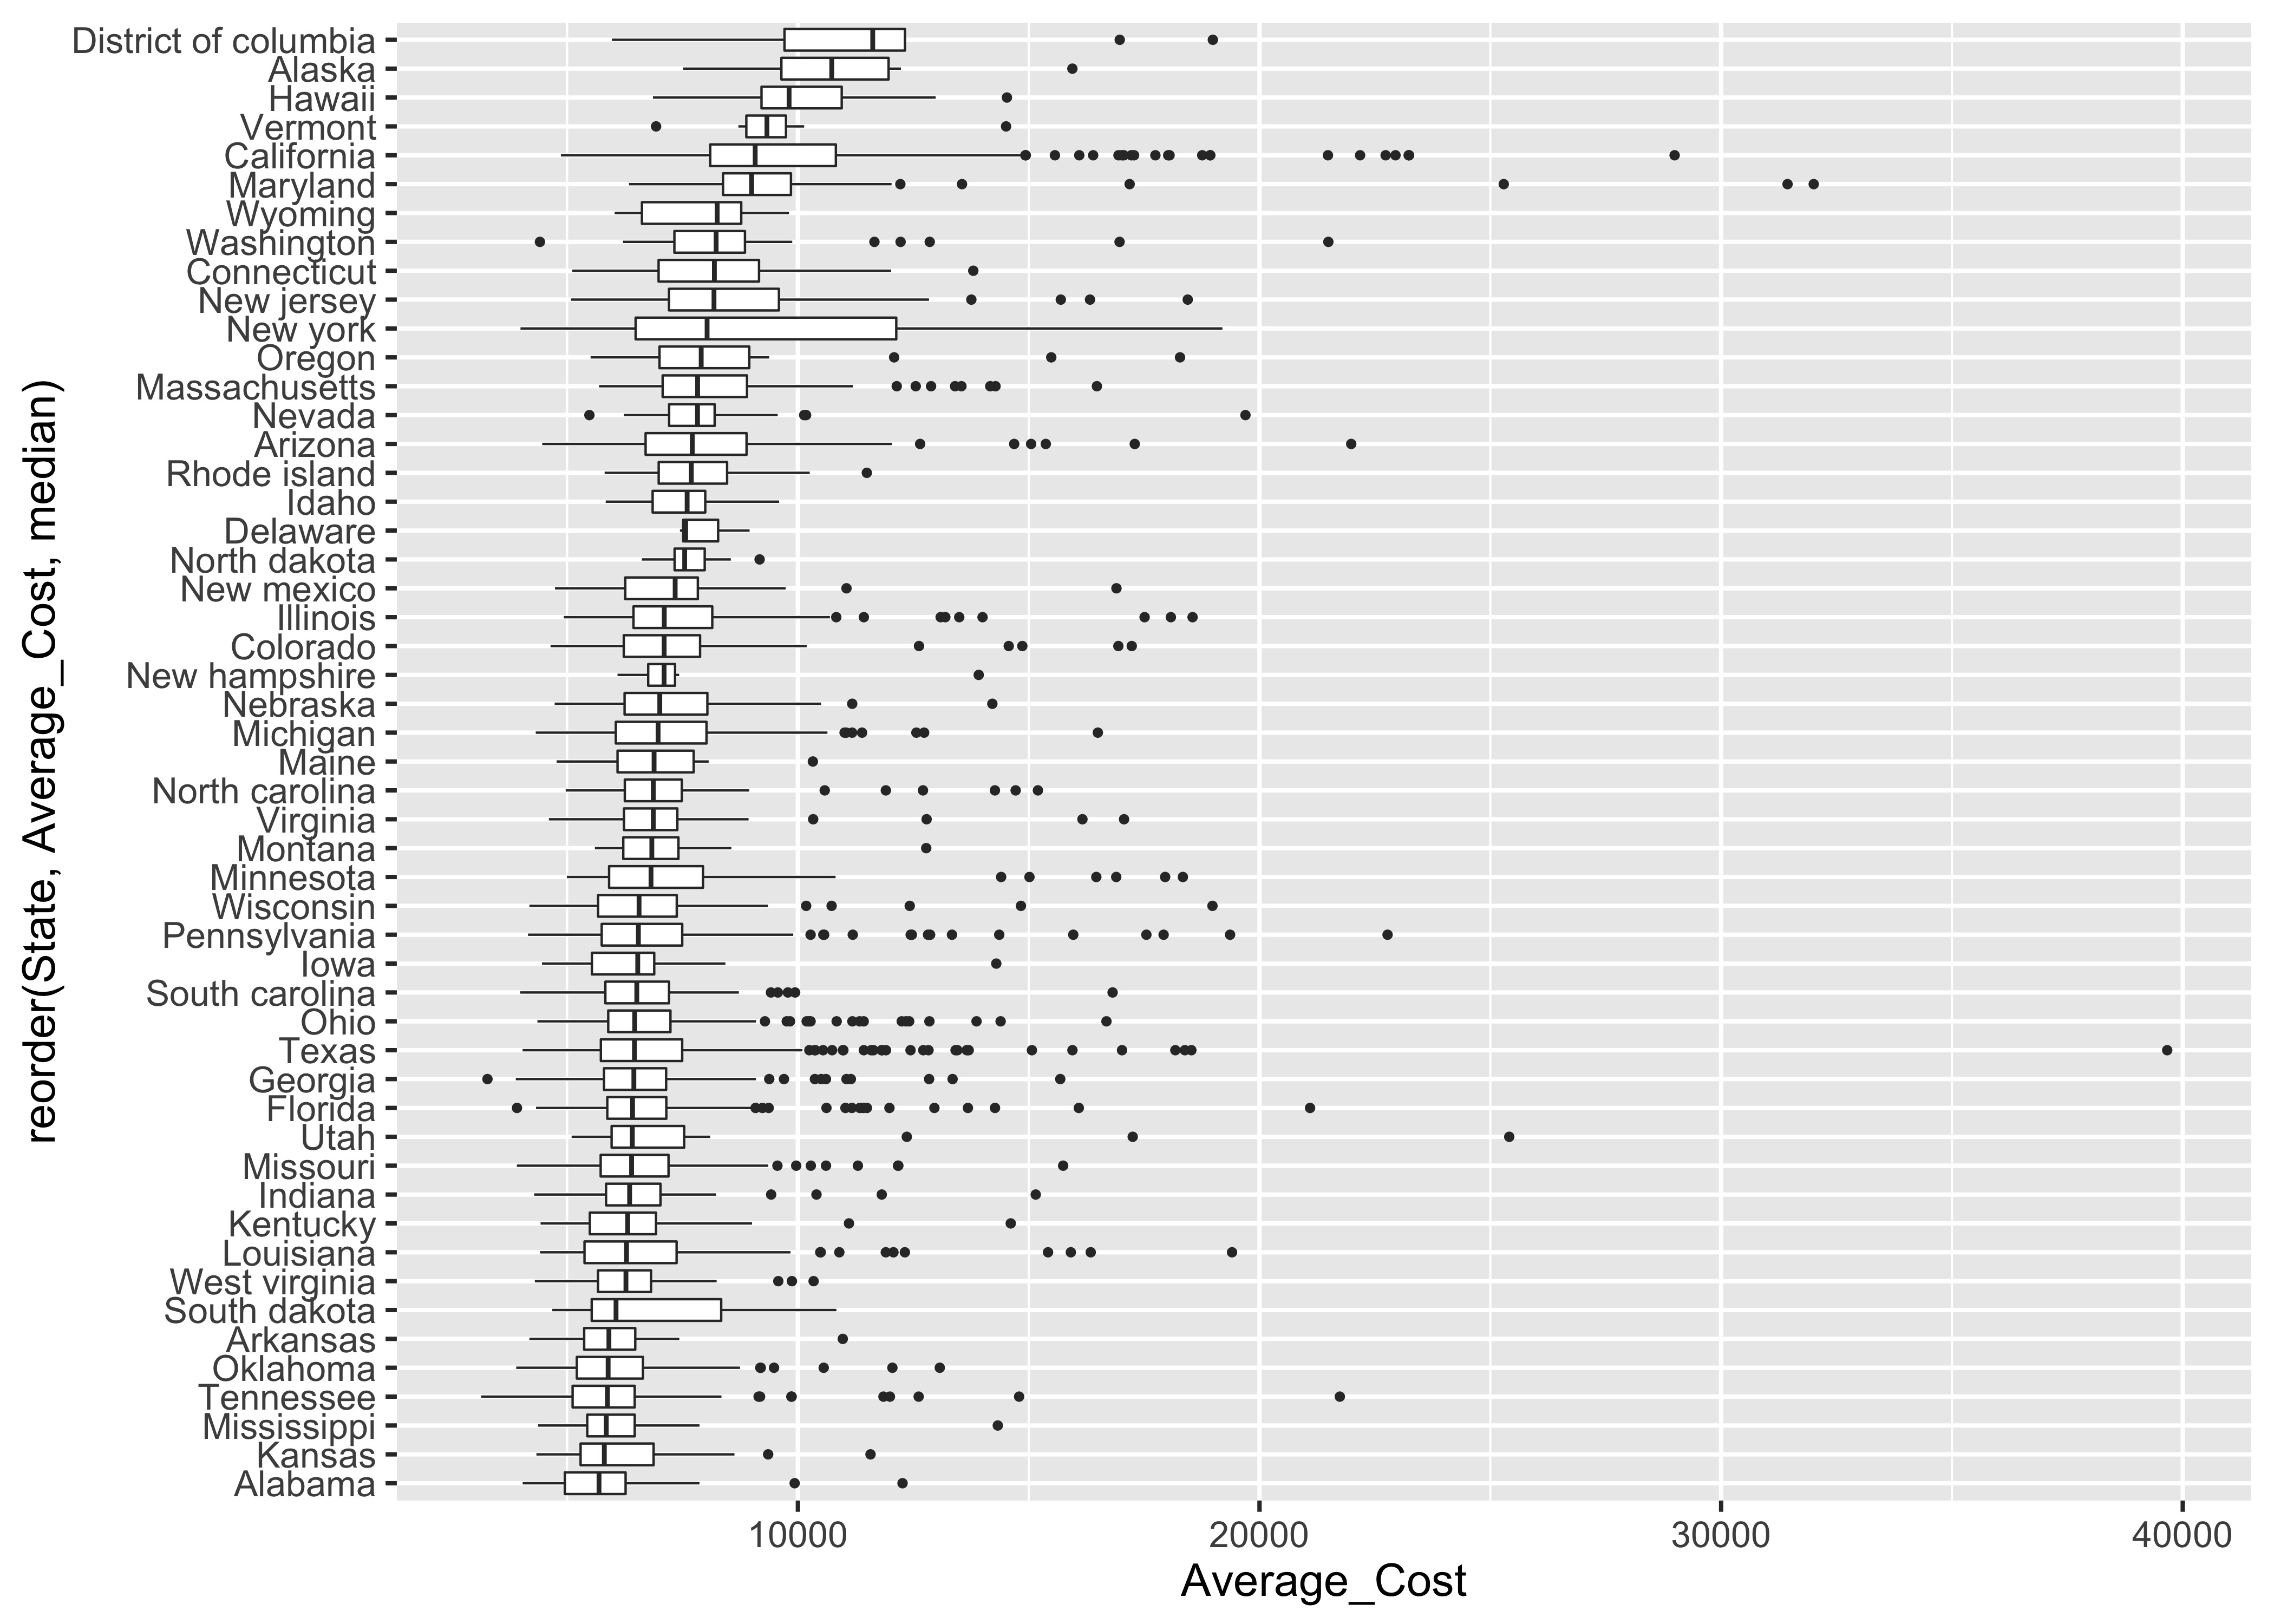 District of columbia
Alaska
Hawaii
Vermont
California
Maryland
Wyoming
Washington
Connecticut
New jersey
New york
Oregon
Massachusetts
Nevada
Arizona
Rhode island
Idaho
Delaware
North dakota
New mexico
Illinois
Colorado
New hampshire
Nebraska
Michigan
Maine
North carolina
Virginia
Montana
Minnesota
Wisconsin
Pennsylvania
Iowa
South carolina
Ohio
Texas
Georgia
Florida
Utah
Missouri
Indiana
Kentucky
Louisiana
West virginia
South dakota
Arkansas
Oklahoma
Tennessee
Mississippi
Kansas
Alabama
reorder(State, Average_Cost, median)
10000 20000 30000 40000
Average_Cost